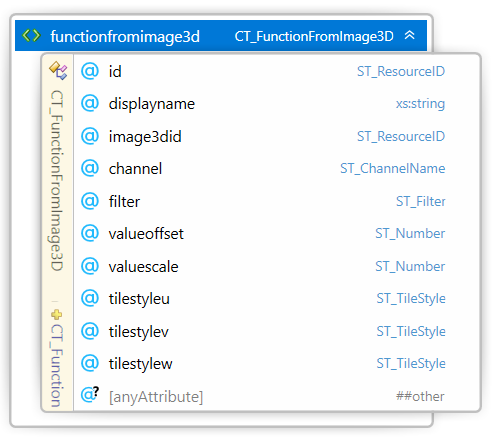 functionfromimage3d CT_FunctionFromImage3D
CT_FunctionFromImage3D
CT_Function
@ id ST_ResourceID
@ displayname xs:string
@ image3did ST_ResourceID
@ channel ST_ChannelName
@ filter ST_Filter
@ valueoffset ST_Number
@ valuescale ST_Number
@ tilestyleu ST_TileStyle
@ tilestylev ST_TileStyle
@ tilestylew ST_TileStyle
@? [anyAttribute] ##other